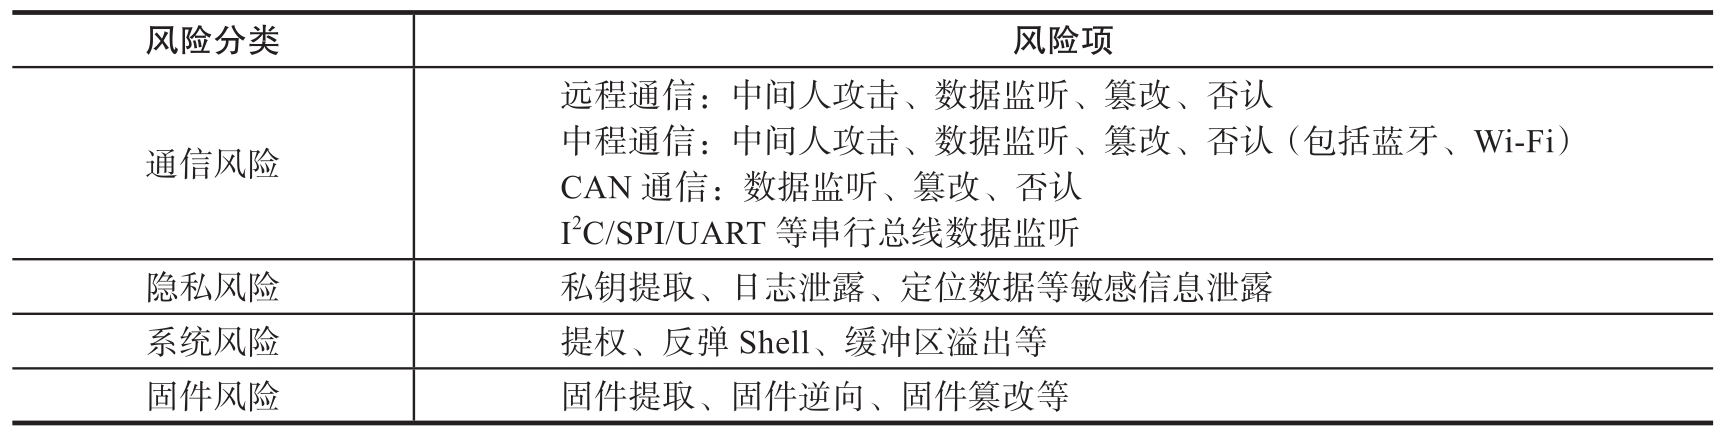 风险分类 风险项
通信风险
远程通信：中间人攻击、数据监听、篡改、否认
中程通信：中间人攻击、数据监听、篡改、否认（包括蓝牙、Wi-Fi）
CAN 通信：数据监听、篡改、否认
I²C/SPI/UART 等串行总线数据监听
隐私风险 私钥提取、日志泄露、定位数据等敏感信息泄露
系统风险 提权、反弹 Shell、缓冲区溢出等
固件风险 固件提取、固件逆向、固件篡改等